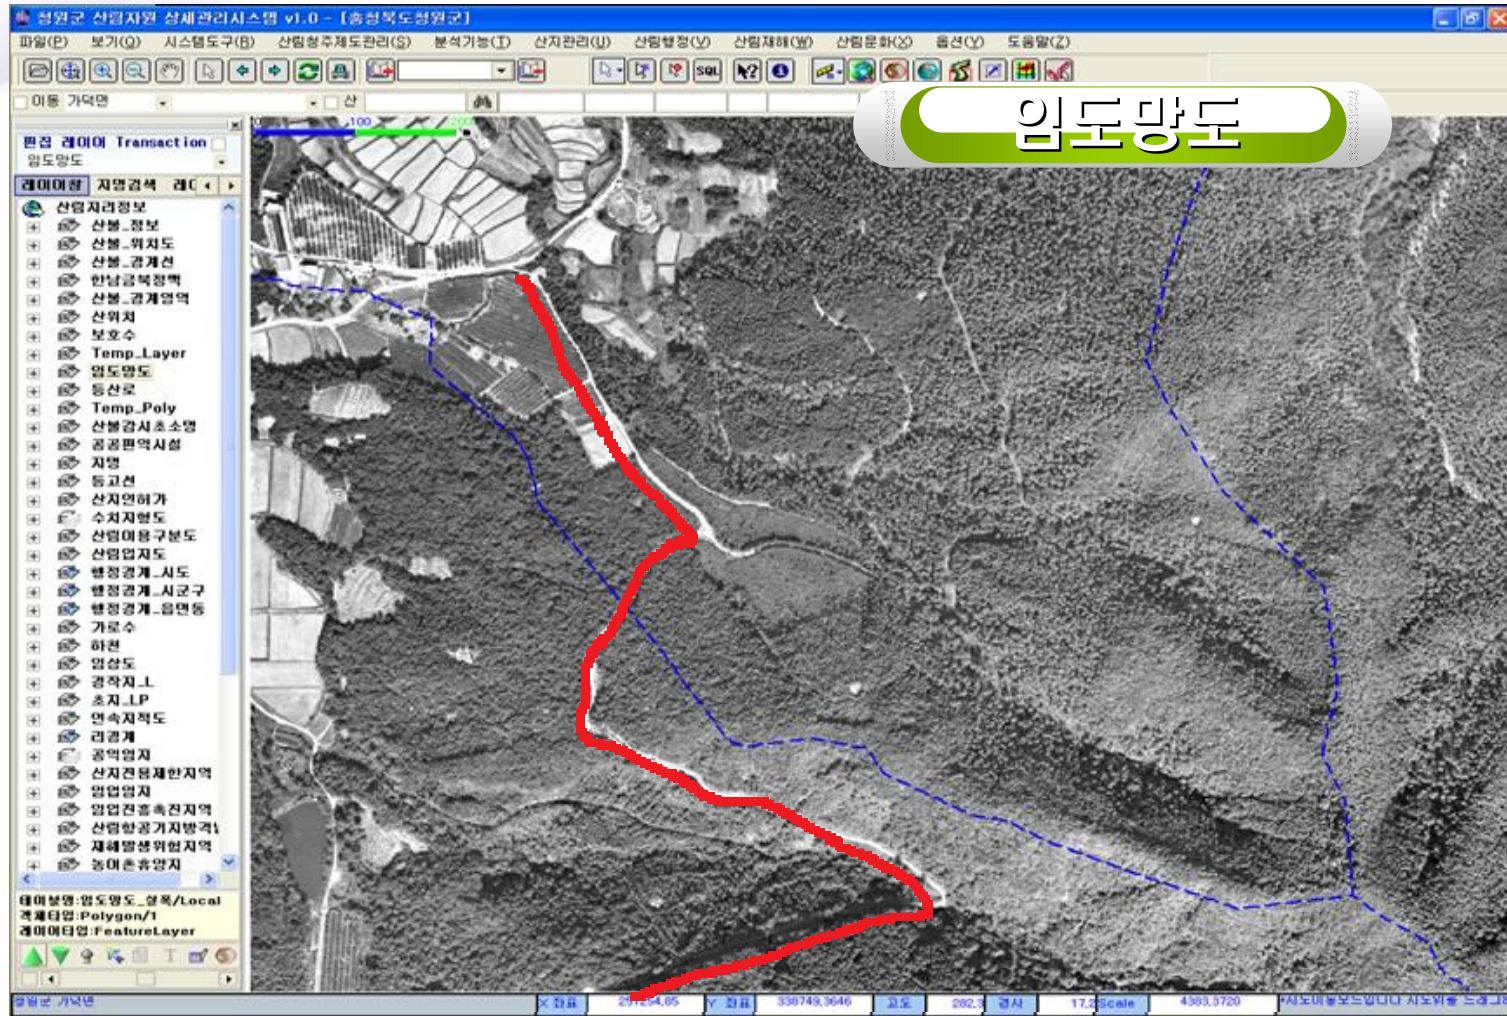 청원군 산림자원 상세관리시스템 v1.0 - [충청북도청원군]
파일(P) 보기(Q) 시스템도구(B) 산림청주제도관리(S) 분석기능(T) 산지관리(U) 산림행정(V) 산림재해(W) 산림문화(X) 옵션(Y) 도움말(Z)
SQL
이동 가덕면 산
임도망도
0 100 200
편집 레이어 Transaction
임도망도
레이어창 지명검색
산림지리정보
산불_정보
산불_위치도
산불_경계선
한남금북정맥
산불_경계영역
산위치
보호수
Temp_Layer
임도망도
등산로
Temp_Poly
산불감시초소명
공공편익시설
지명
등고선
산지인허가
수치지형도
산림이용구분도
산림입지도
행정경계_시도
행정경계_시군구
행정경계_읍면동
가로수
하천
임상도
경작지_L
초지_LP
연속지적도
리경계
공익임지
산지전용제한지역
임업임지
임업진흥촉진지역
산림항공기지방격
재해발생위험지역
농어촌휴양지
테이블명:임도망도_실폭/Local
객체타입:Polygon/1
레이어타입:FeatureLayer
청원군 가덕면 X 좌표 Y 좌표 338749,3646 고도 282.3 경사 17.2 Scale 4383,3720